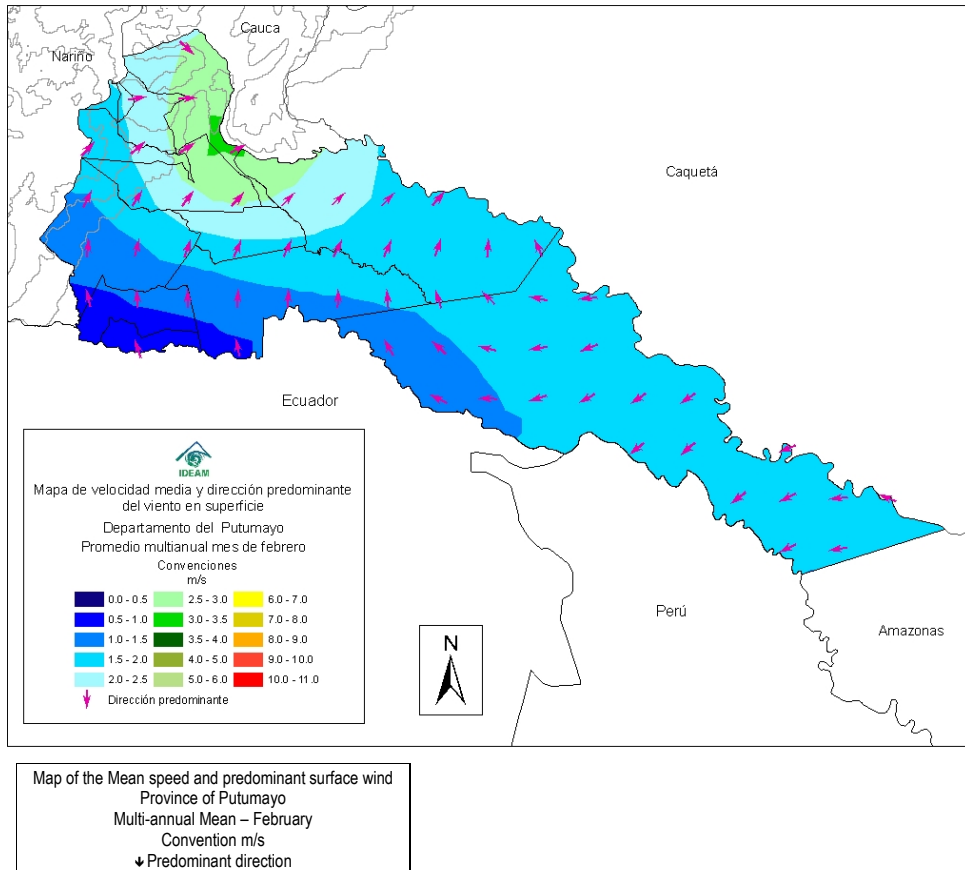 Cauca
Nariño
Caquetá
Ecuador
Perú
Amazonas
IDEAM
Mapa de velocidad media y dirección predominante
del viento en superficie
Departamento del Putumayo
Promedio multianual mes de febrero
Convenciones
m/s
0.0 - 0.5 2.5 - 3.0 6.0 - 7.0
0.5 - 1.0 3.0 - 3.5 7.0 - 8.0
1.0 - 1.5 3.5 - 4.0 8.0 - 9.0
1.5 - 2.0 4.0 - 5.0 9.0 - 10.0
2.0 - 2.5 5.0 - 6.0 10.0 - 11.0
Dirección predominante
N
Map of the Mean speed and predominant surface wind
Province of Putumayo
Multi-annual Mean – February
Convention m/s
Predominant direction